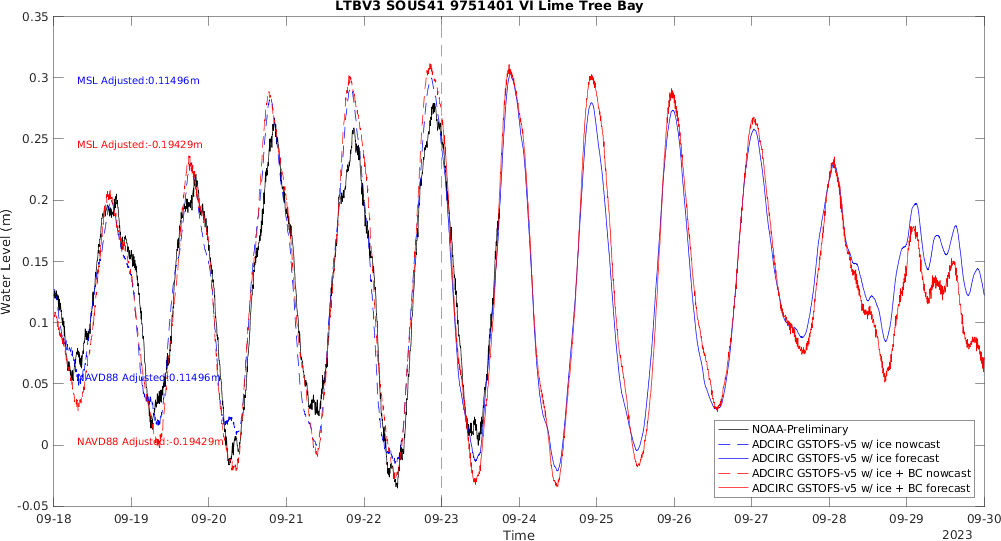 LTBV3 SOUS41 9751401 VI Lime Tree Bay
0.35
0.3
0.25
0.2
0.15
0.1
0.05
0
-0.05
Water Level (m)
MSL Adjusted:0.11496m
MSL Adjusted:-0.19429m
NAVD88 Adjusted:0.11496m
NAVD88 Adjusted:-0.19429m
NOAA-Preliminary
ADCIRC GSTOFS-v5 w/ ice nowcast
ADCIRC GSTOFS-v5 w/ ice forecast
ADCIRC GSTOFS-v5 w/ ice + BC nowcast
ADCIRC GSTOFS-v5 w/ ice + BC forecast
09-18 09-19 09-20 09-21 09-22 09-23 09-24 09-25 09-26 09-27 09-28 09-29 09-30
Time
2023